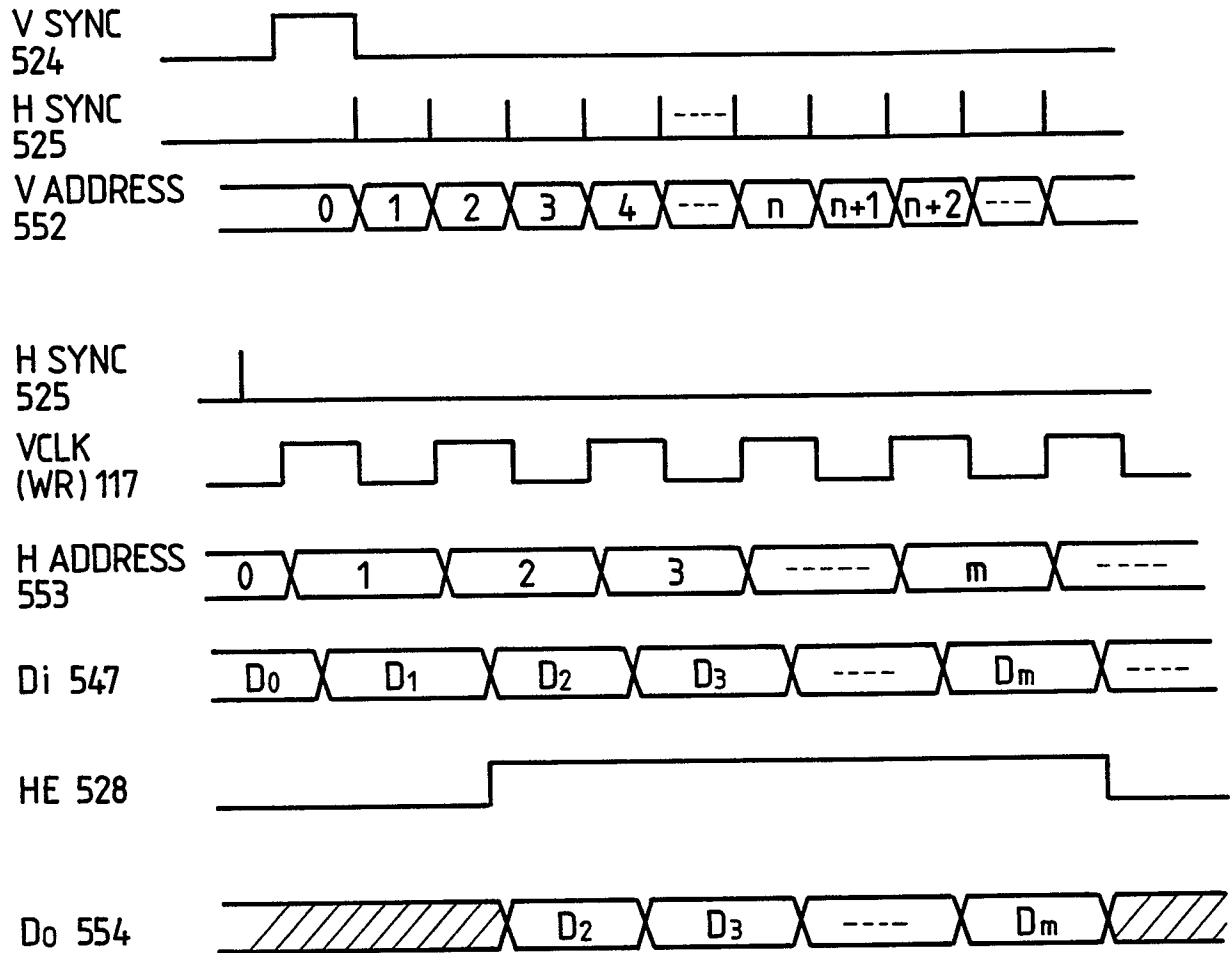 V SYNC
524
H SYNC
525
----
V ADDRESS
552
0 1 2 3 4 --- n n+1 n+2 ---
H SYNC
525
VCLK
(WR) 117
H ADDRESS
553
0 1 2 3 ----- m ----
Di 547
D0 D1 D2 D3 ---- Dm ----
HE 528
Do 554
D2 D3 ---- Dm